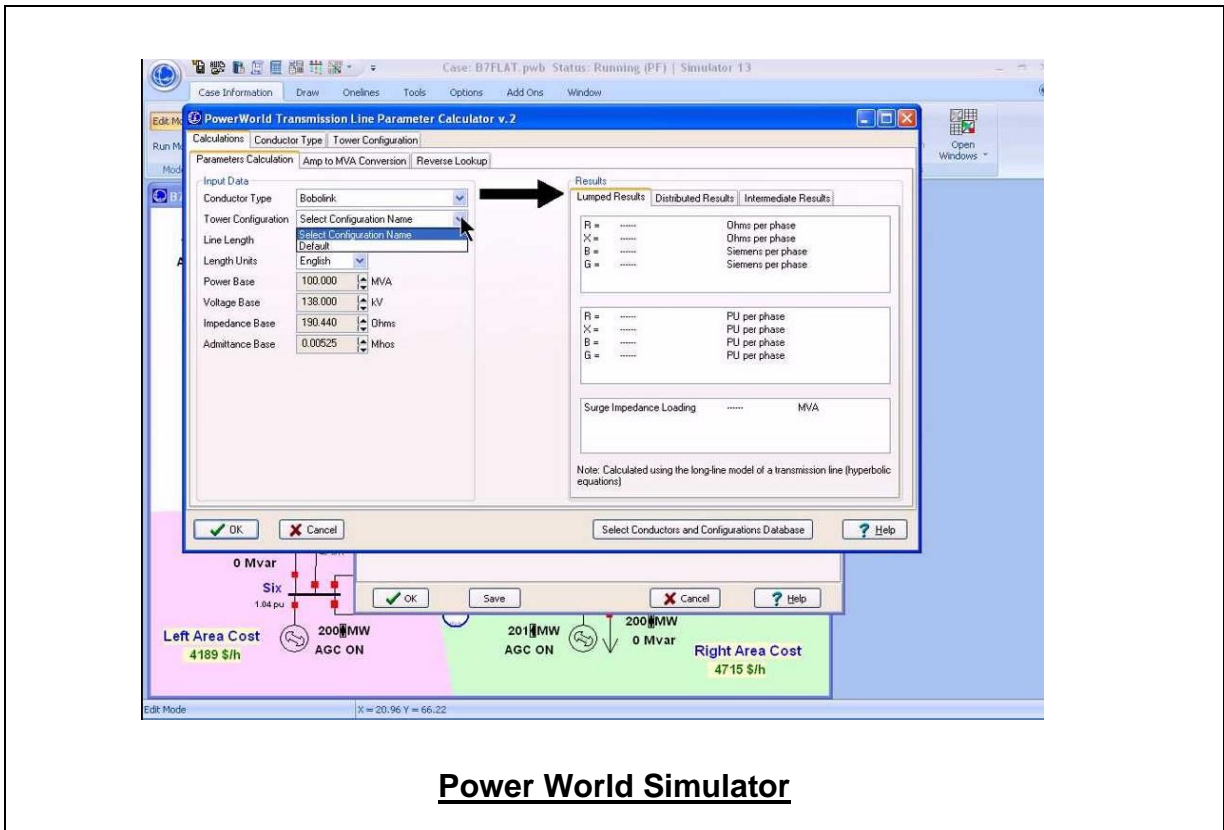 Case: B7FLAT.pwb Status: Running (PF) | Simulator 13
Case Information Draw Onelines Tools Options Add Ons Window
PowerWorld Transmission Line Parameter Calculator v.2
Edit Mo
Run Mo
Mod
Open
Windows
Calculations Conductor Type Tower Configuration
Parameters Calculation Amp to MVA Conversion Reverse Lookup
B7
A
Input Data
Conductor Type Bobolink
Tower Configuration Select Configuration Name
Select Configuration Name
Default
Line Length
Length Units English
Power Base 100.000 MVA
Voltage Base 138.000 kV
Impedance Base 190.440 Ohms
Admittance Base 0.00525 Mhos
Results
Lumped Results Distributed Results Intermediate Results
R = ------ Ohms per phase
X = ------ Ohms per phase
B = ------ Siemens per phase
G = ------ Siemens per phase
R = ------ PU per phase
X = ------ PU per phase
B = ------ PU per phase
G = ------ PU per phase
Surge Impedance Loading ------ MVA
Note: Calculated using the long-line model of a transmission line (hyperbolic
equations)
OK Cancel Select Conductors and Configurations Database ? Help
0 Mvar
Six
1.04 pu
OK Save Cancel ? Help
Left Area Cost
4189 $/h
200 MW
AGC ON
201 MW
AGC ON
200 MW
0 Mvar
Right Area Cost
4715 $/h
Edit Mode X = 20.96 Y = 66.22
Power World Simulator